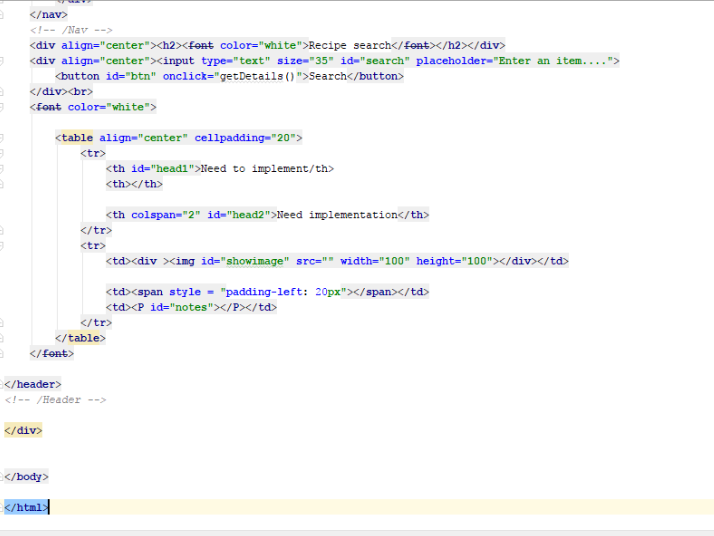 </div>
</nav>
<!-- /Nav -->
<div align="center"><h2><font color="white">Recipe search</font></h2></div>
<div align="center"><input type="text" size="35" id="search" placeholder="Enter an item....">
<button id="btn" onclick="getDetails()">Search</button>
</div><br>
<font color="white">
<table align="center" cellpadding="20">
<tr>
<th id="head1">Need to implement/th>
<th></th>
<th colspan="2" id="head2">Need implementation</th>
</tr>
<tr>
<td><div ><img id="showimage" src="" width="100" height="100"></div></td>
<td><span style = "padding-left: 20px"></span></td>
<td><P id="notes"></P></td>
</tr>
</table>
</font>
</header>
<!-- /Header -->
</div>
</body>
</html>